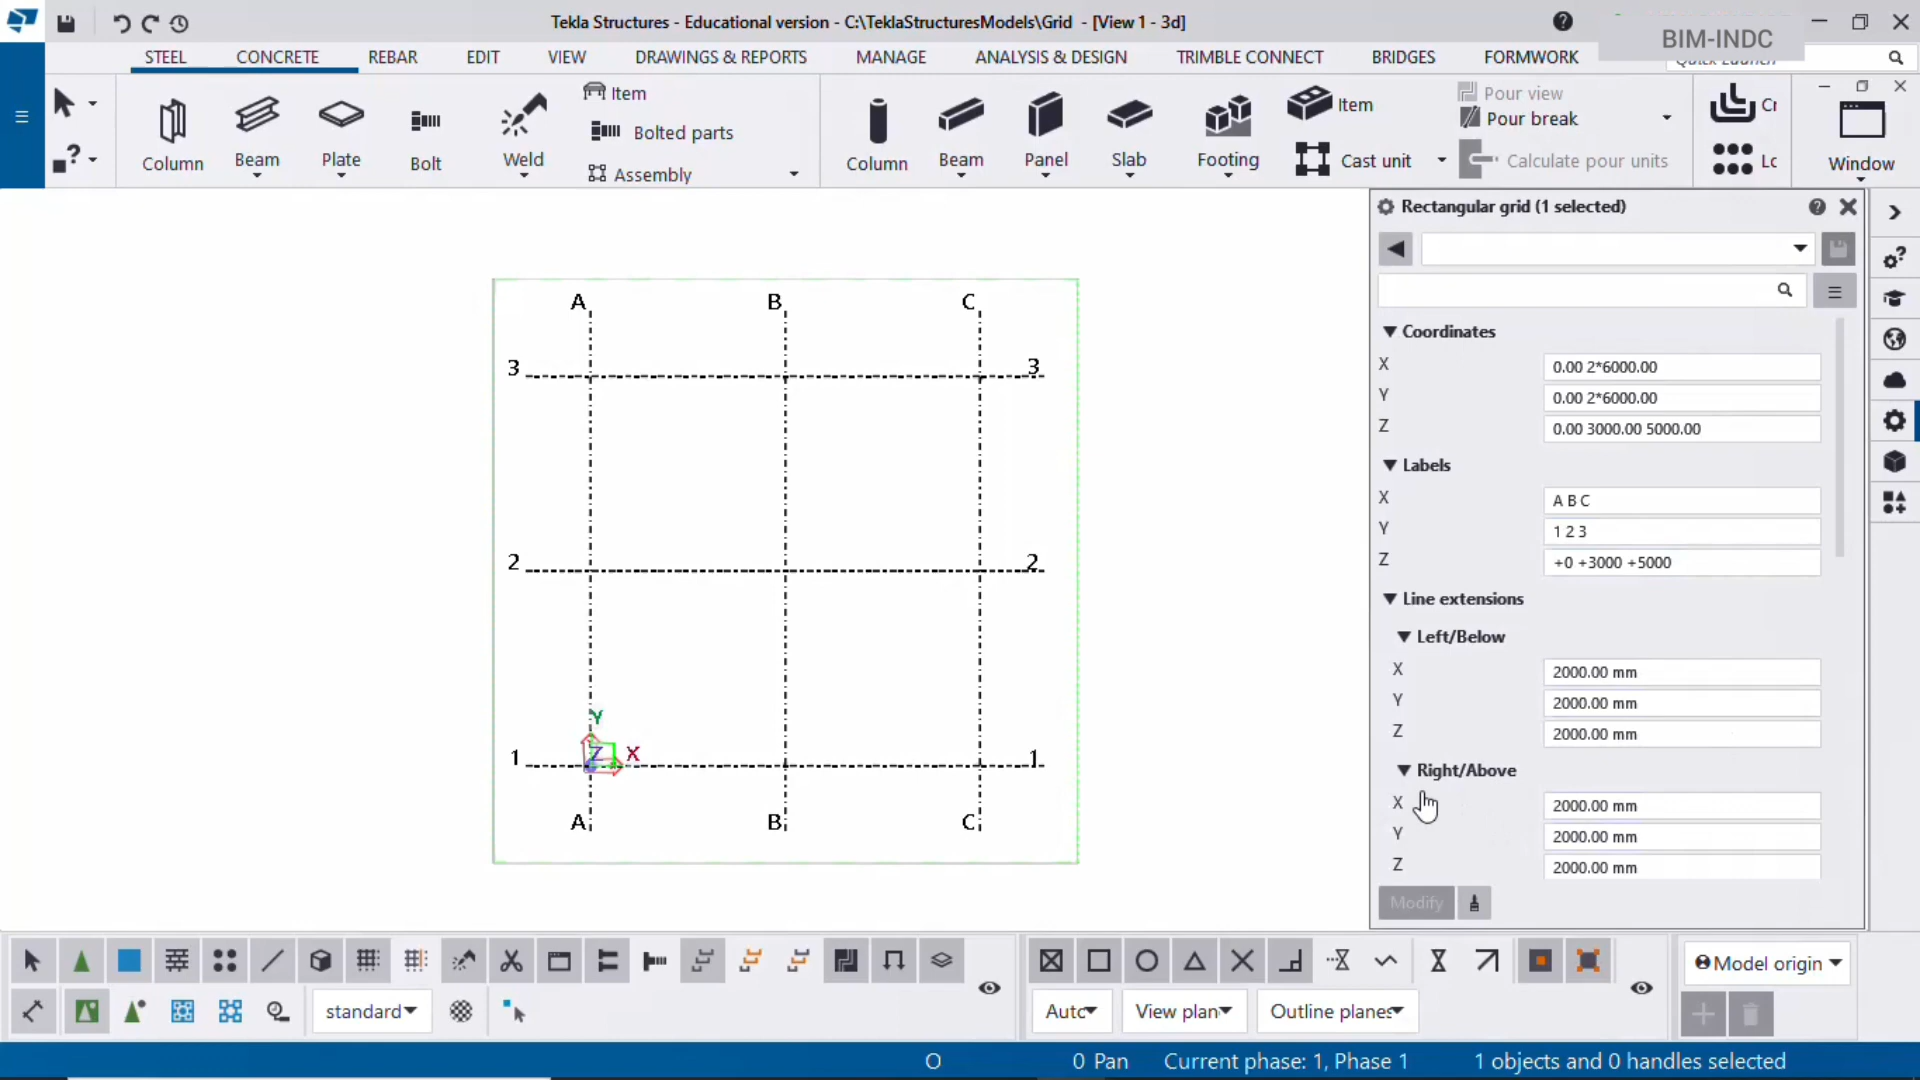 Tekla Structures - Educational version - C:\TeklaStructuresModels\Grid - [View 1 - 3d]
BIM-INDC
STEEL CONCRETE REBAR EDIT VIEW DRAWINGS & REPORTS MANAGE ANALYSIS & DESIGN TRIMBLE CONNECT BRIDGES FORMWORK
Column
Beam
Plate
Bolt
Weld
Item
Bolted parts
Assembly
Column
Beam
Panel
Slab
Footing
Item
Cast unit
Pour view
Pour break
Calculate pour units
Window
Rectangular grid (1 selected)
Coordinates
X 0.00 2*6000.00
Y 0.00 2*6000.00
Z 0.00 3000.00 5000.00
Labels
X A B C
Y 1 2 3
Z +0 +3000 +5000
Line extensions
Left/Below
X 2000.00 mm
Y 2000.00 mm
Z 2000.00 mm
Right/Above
X 2000.00 mm
Y 2000.00 mm
Z 2000.00 mm
Modify
A B C
3 3
2 2
Y
1 Z X 1
A B C
Model origin
standard
Auto
View plan
Outline planes
O 0 Pan Current phase: 1, Phase 1 1 objects and 0 handles selected